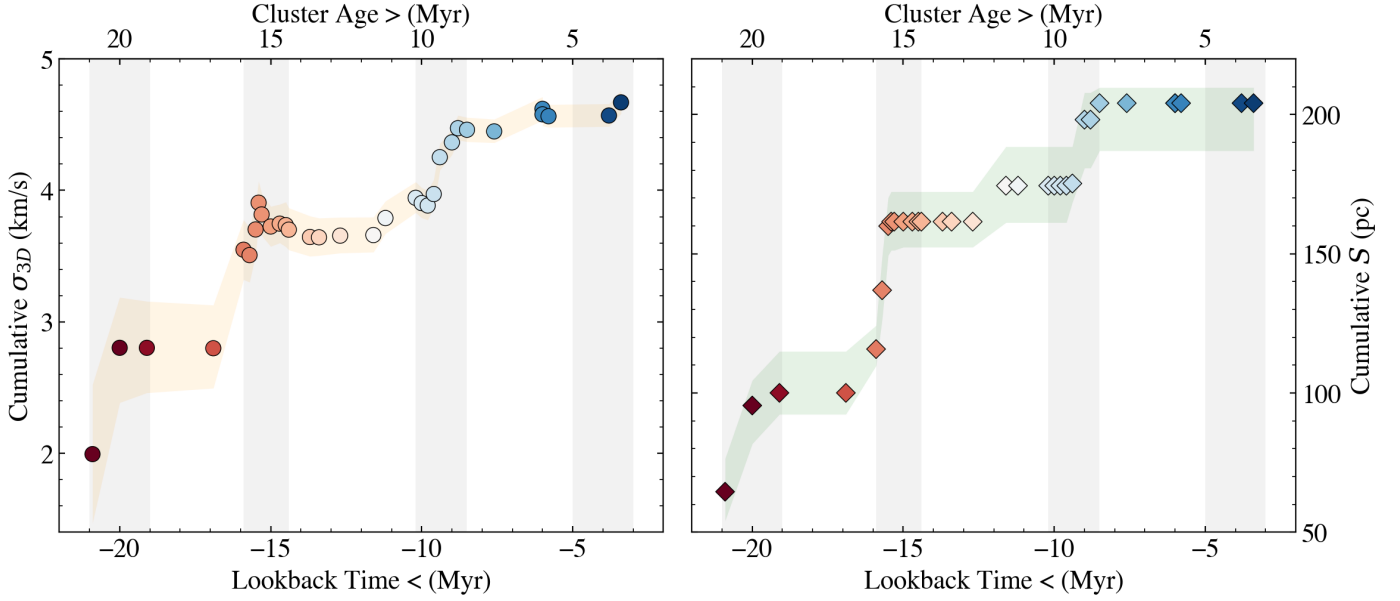 Cluster Age > (Myr)
20 15 10 5
Cumulative σ3D (km/s)
5
4
3
2
−20 −15 −10 −5
Lookback Time < (Myr)
Cluster Age > (Myr)
20 15 10 5
200
150
100
50
Cumulative S (pc)
−20 −15 −10 −5
Lookback Time < (Myr)